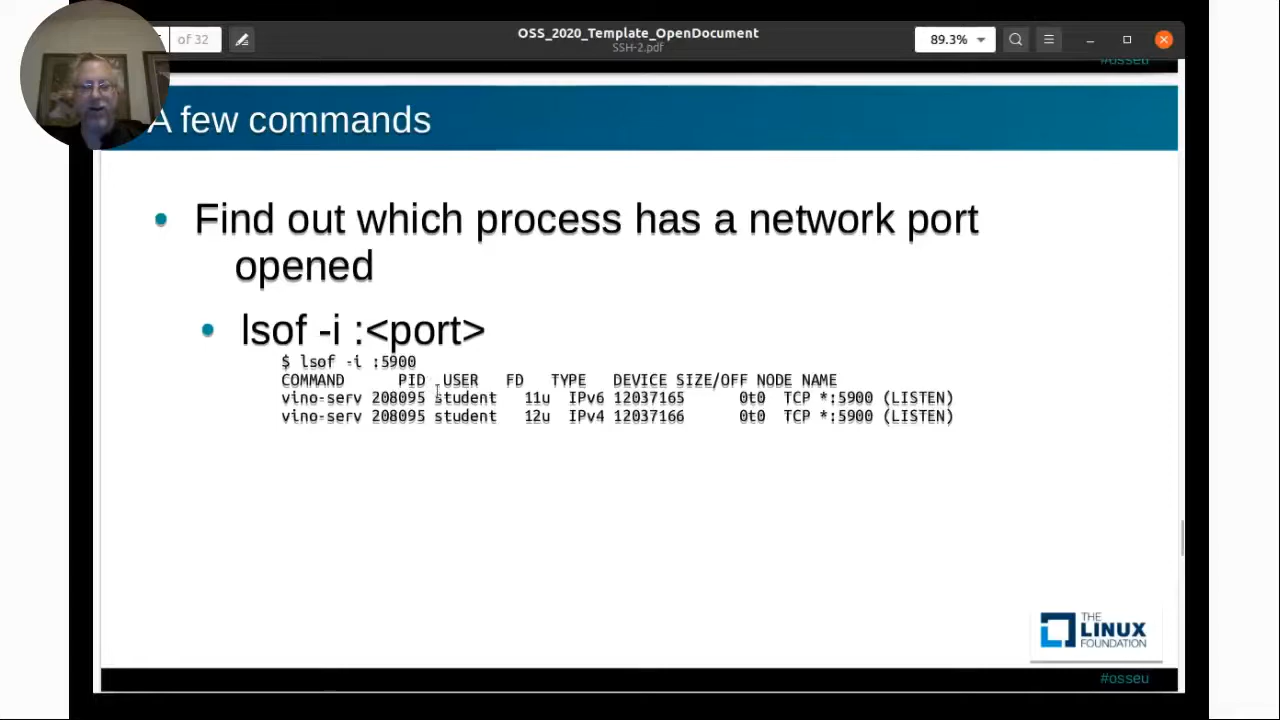 of 32
OSS_2020_Template_OpenDocument
SSH-2.pdf
89.3%
#osseu
A few commands
Find out which process has a network port
opened
lsof -i :<port>
$ lsof -i :5900
COMMAND PID USER FD TYPE DEVICE SIZE/OFF NODE NAME
vino-serv 208095 student 11u IPv6 12037165 0t0 TCP *:5900 (LISTEN)
vino-serv 208095 student 12u IPv4 12037166 0t0 TCP *:5900 (LISTEN)
THE
LINUX
FOUNDATION
#osseu